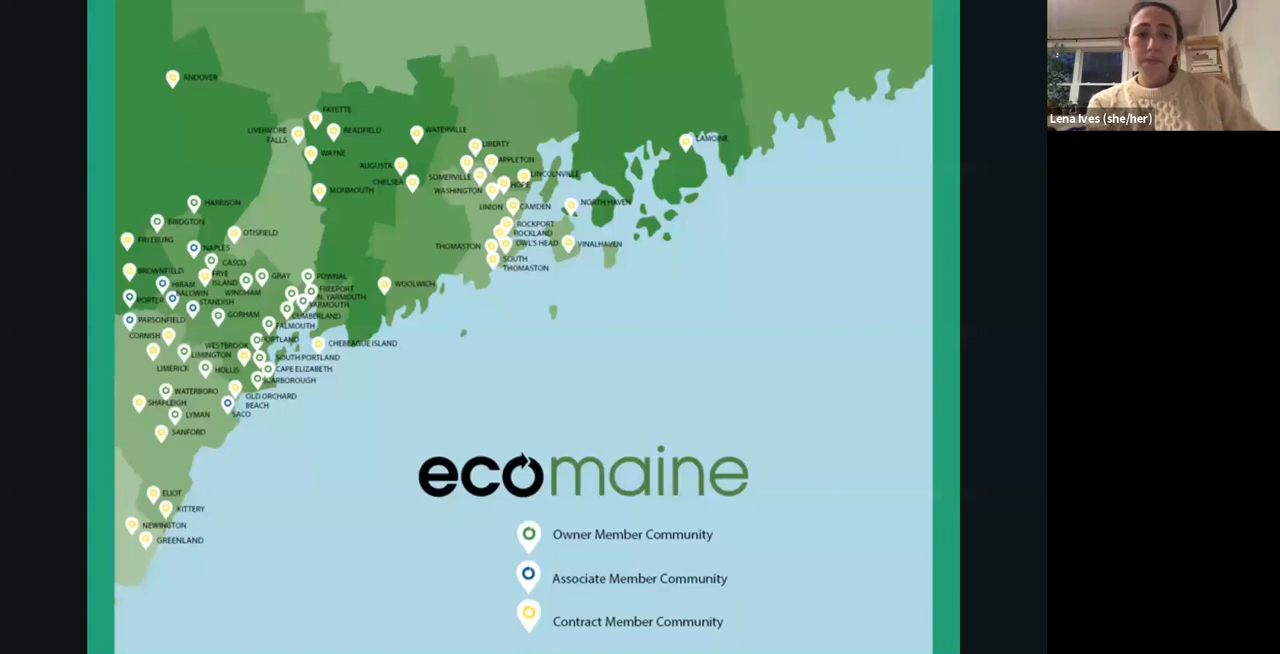 ANDOVER
Lena Ives (she/her)
FAYETTE
LIVERMORE
FALLS
READFIELD
WATERVILLE
LAMOINE
LIBERTY
WAYNE
APPLETON
AUGUSTA
SOMERVILLE
LINCOLNVILLE
CHELSEA
HOPE
MONMOUTH
WASHINGTON
HARRISON
UNION
CAMDEN
NORTH HAVEN
BRIDGTON
ROCKPORT
OTISFIELD
ROCKLAND
FRYEBURG
OWL'S HEAD
VINALHAVEN
NAPLES
THOMASTON
CASCO
SOUTH
THOMASTON
BROWNFIELD
FRYE
ISLAND
GRAY
POWNAL
HIRAM
WOOLWICH
BALDWIN
WINDHAM
FREEPORT
N. YARMOUTH
PORTER
STANDISH
YARMOUTH
GORHAM
CUMBERLAND
PARSONFIELD
FALMOUTH
CORNISH
PORTLAND
CHEBEAGUE ISLAND
WESTBROOK
LIMINGTON
SOUTH PORTLAND
LIMERICK
HOLLIS
CAPE ELIZABETH
SCARBOROUGH
WATERBORO
OLD ORCHARD
BEACH
SHAPLEIGH
LYMAN
SACO
SANFORD
ecomaine
ELIOT
KITTERY
NEWINGTON
GREENLAND
Owner Member Community
Associate Member Community
Contract Member Community